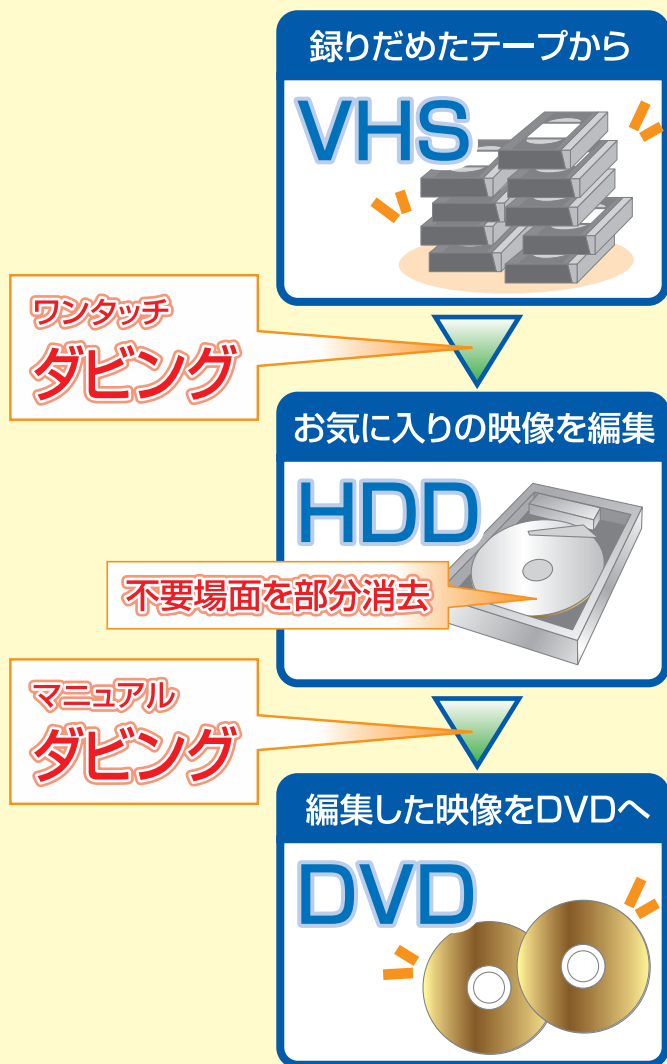 録りだめたテープから
VHS
ワンタッチ
ダビング
お気に入りの映像を編集
HDD
不要場面を部分消去
マニュアル
ダビング
編集した映像をDVDへ
DVD